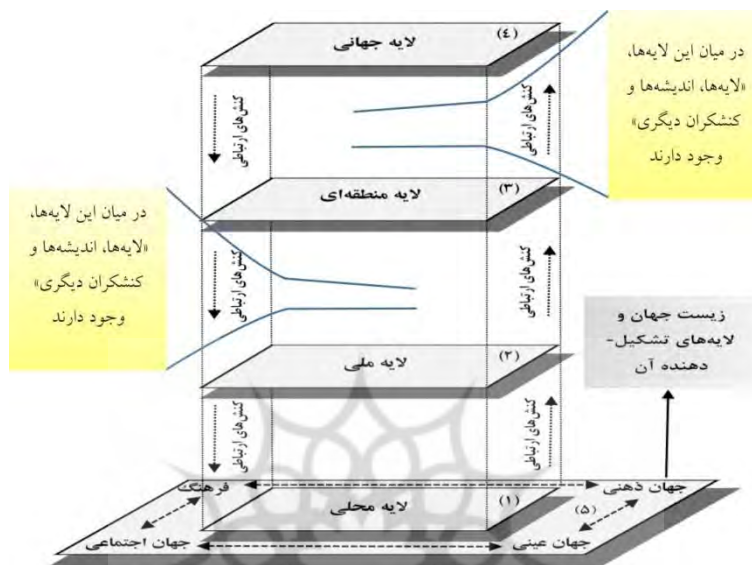 لایه جهانی
(٤)
در میان این لایه‌ها،
«لایه‌ها، اندیشه‌ها و
کنشکران دیگری»
وجود دارند
کنش‌های ارتباطی
کنش‌های ارتباطی
لایه منطقه‌ای
(٣)
در میان این لایه‌ها،
«لایه‌ها، اندیشه‌ها و
کنشکران دیگری»
وجود دارند
کنش‌های ارتباطی
کنش‌های ارتباطی
زیست جهان و
لایه‌های تشکیل-
دهنده آن
لایه ملی
(٢)
کنش‌های ارتباطی
کنش‌های ارتباطی
فرهنگ
جهان ذهنی
لایه محلی
(١)
(٥)
جهان اجتماعی
جهان عینی